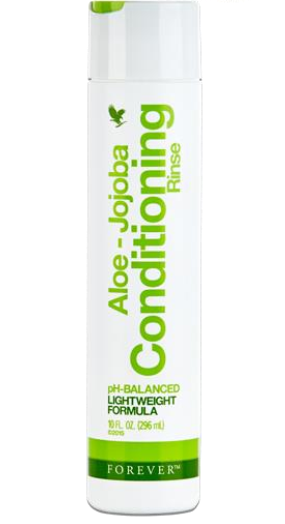 Aloe - Jojoba
Conditioning
Rinse
pH-BALANCED
LIGHTWEIGHT
FORMULA
10 FL. OZ. (296 mL)
FOREVER™